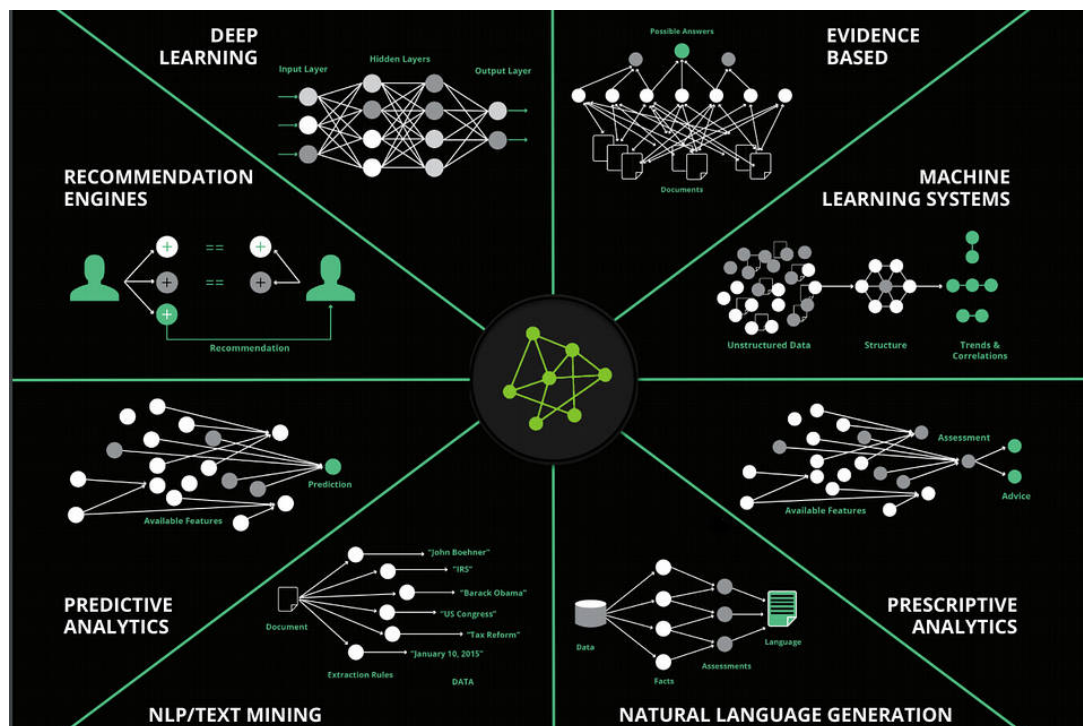 DEEP
LEARNING
Input Layer
Hidden Layers
Output Layer
EVIDENCE
BASED
Possible Answers
Documents
RECOMMENDATION
ENGINES
+ == +
+ == +
+
Recommendation
MACHINE
LEARNING SYSTEMS
Unstructured Data
Structure
Trends &
Correlations
Prediction
Available Features
PREDICTIVE
ANALYTICS
Assessment
Advice
Available Features
PRESCRIPTIVE
ANALYTICS
Document
"John Boehner"
"IRS"
"Barack Obama"
"US Congress"
"Tax Reform"
"January 10, 2015"
Extraction Rules
DATA
NLP/TEXT MINING
Data
Facts
Assessments
Language
NATURAL LANGUAGE GENERATION